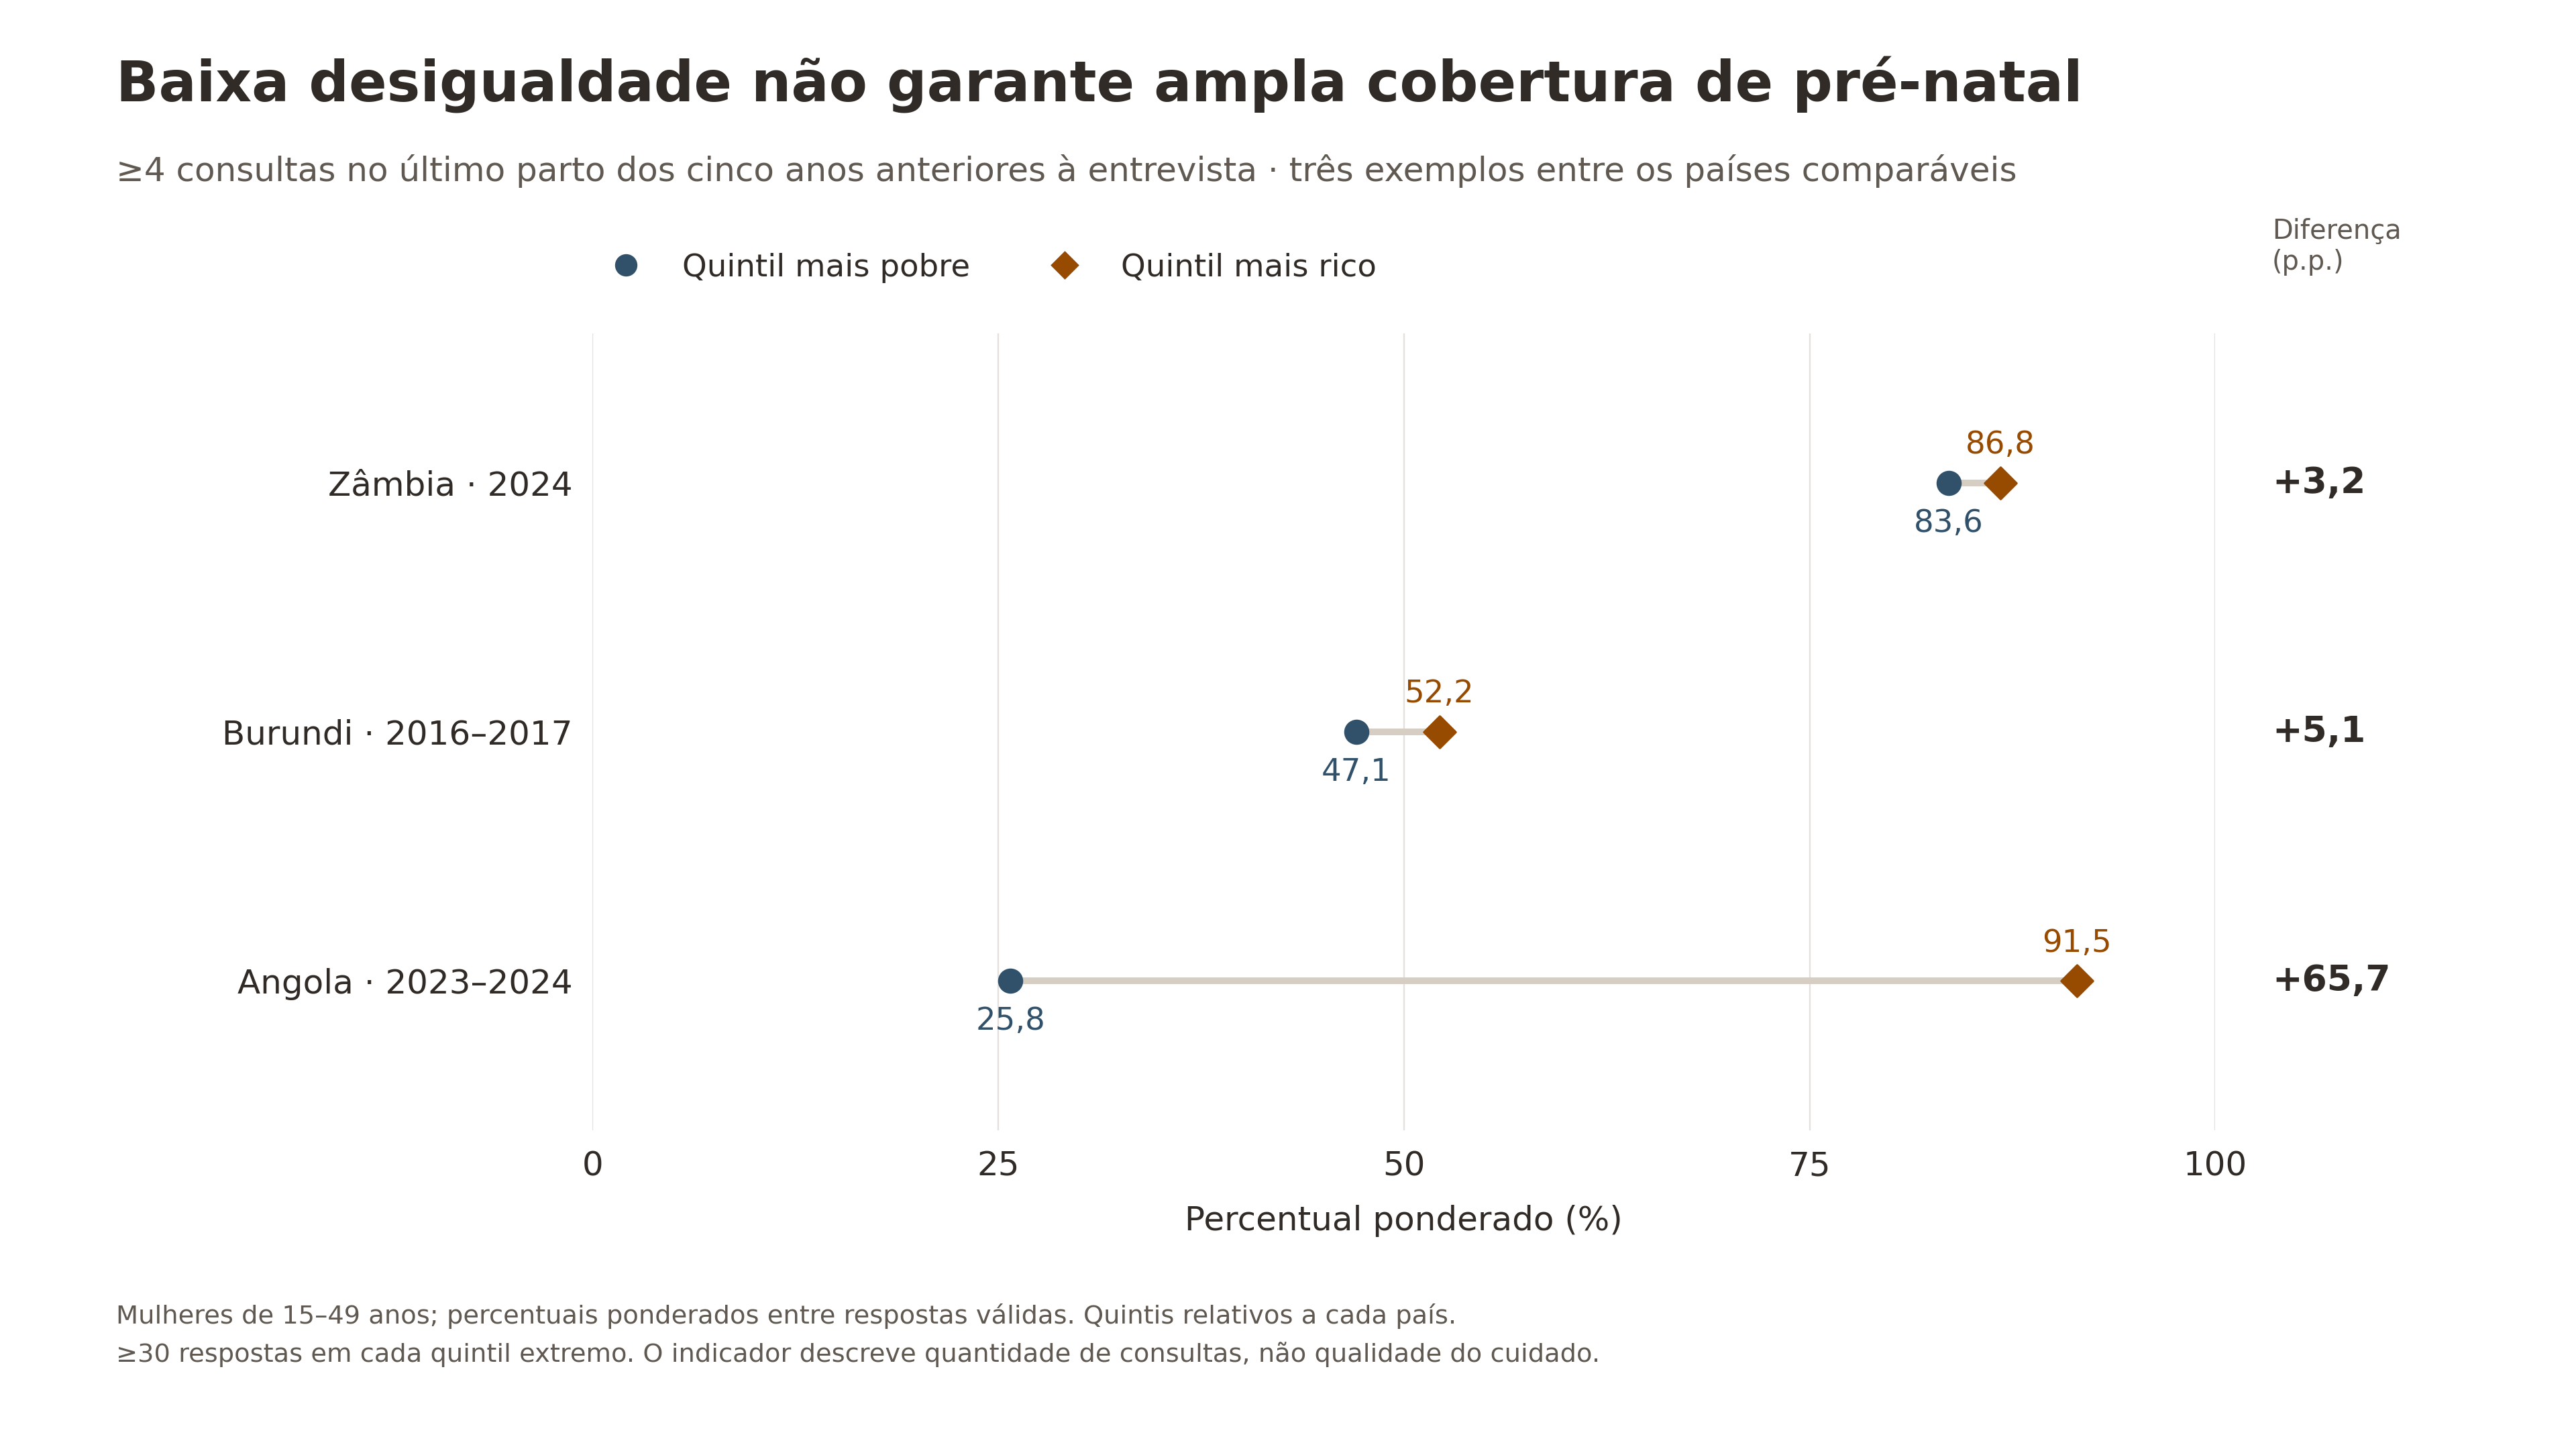 Baixa desigualdade não garante ampla cobertura de pré-natal
≥4 consultas no último parto dos cinco anos anteriores à entrevista · três exemplos entre os países comparáveis
Diferença
(p.p.)
Quintil mais pobre
Quintil mais rico
86,8
Zâmbia · 2024
+3,2
83,6
52,2
Burundi · 2016–2017
+5,1
47,1
91,5
Angola · 2023–2024
+65,7
25,8
0
25
50
75
100
Percentual ponderado (%)
Mulheres de 15–49 anos; percentuais ponderados entre respostas válidas. Quintis relativos a cada país.
≥30 respostas em cada quintil extremo. O indicador descreve quantidade de consultas, não qualidade do cuidado.